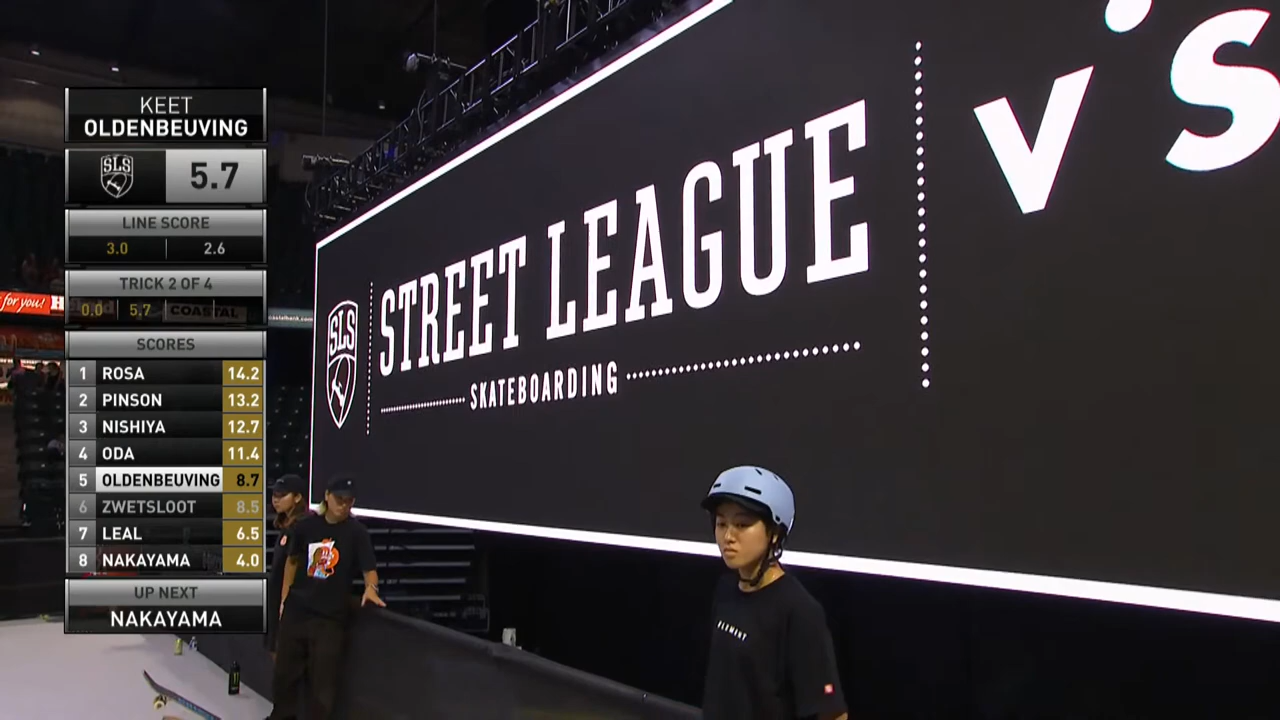 KEET
OLDENBEUVING
SLS
5.7
LINE SCORE
3.0 2.6
TRICK 2 OF 4
0.0 5.7 COASTAL
SCORES
1 ROSA 14.2
2 PINSON 13.2
3 NISHIYA 12.7
4 ODA 11.4
5 OLDENBEUVING 8.7
6 ZWETSLOOT 8.5
7 LEAL 6.5
8 NAKAYAMA 4.0
UP NEXT
NAKAYAMA
for you!
SLS
STREET LEAGUE
SKATEBOARDING
ELEMENT